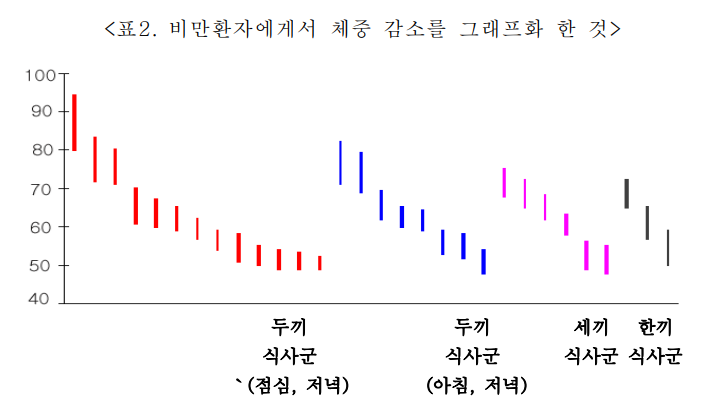 <표2. 비만환자에게서 체중 감소를 그래프화 한 것>
100
90
80
70
60
50
40
두끼 두끼 세끼 한끼
식사군 식사군 식사군 식사군
`(점심, 저녁) (아침, 저녁)